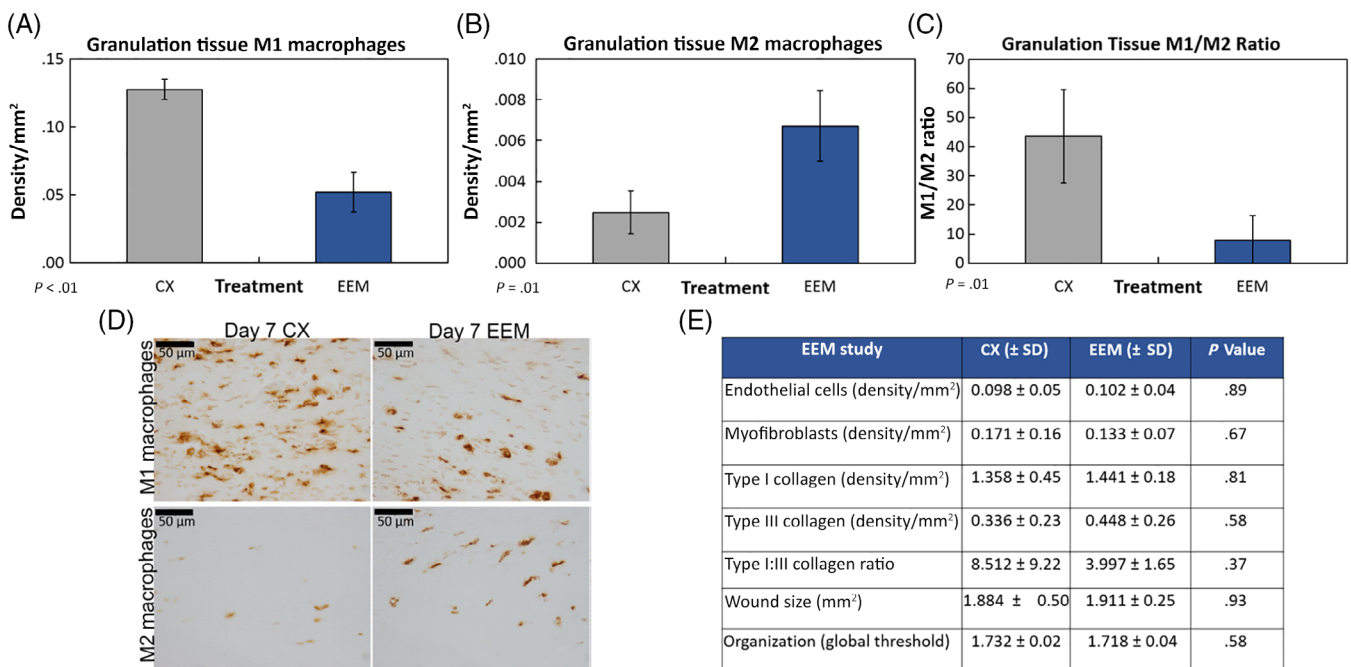 (A)
Granulation tissue M1 macrophages
Density/mm²
.15
.10
.05
.00
P < .01
CX
Treatment
EEM
(B)
Granulation tissue M2 macrophages
Density/mm²
.010
.008
.006
.004
.002
.000
P = .01
CX
Treatment
EEM
(C)
Granulation Tissue M1/M2 Ratio
M1/M2 ratio
70
60
50
40
30
20
10
0
P = .01
CX
Treatment
EEM
(D)
Day 7 CX
Day 7 EEM
M1 macrophages
50 µm
50 µm
M2 macrophages
50 µm
50 µm
(E)
EEM study CX (± SD) EEM (± SD) P Value
Endothelial cells (density/mm²) 0.098 ± 0.05 0.102 ± 0.04 .89
Myofibroblasts (density/mm²) 0.171 ± 0.16 0.133 ± 0.07 .67
Type I collagen (density/mm²) 1.358 ± 0.45 1.441 ± 0.18 .81
Type III collagen (density/mm²) 0.336 ± 0.23 0.448 ± 0.26 .58
Type I:III collagen ratio 8.512 ± 9.22 3.997 ± 1.65 .37
Wound size (mm²) 1.884 ± 0.50 1.911 ± 0.25 .93
Organization (global threshold) 1.732 ± 0.02 1.718 ± 0.04 .58